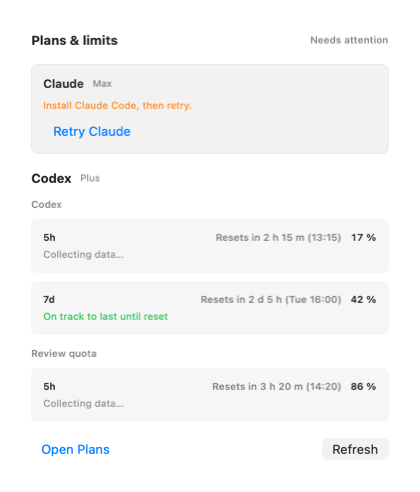 Plans & limits Needs attention
Claude Max
Install Claude Code, then retry.
Retry Claude
Codex Plus
Codex
5h Resets in 2 h 15 m (13:15) 17 %
Collecting data...
7d Resets in 2 d 5 h (Tue 16:00) 42 %
On track to last until reset
Review quota
5h Resets in 3 h 20 m (14:20) 86 %
Collecting data...
Open Plans Refresh